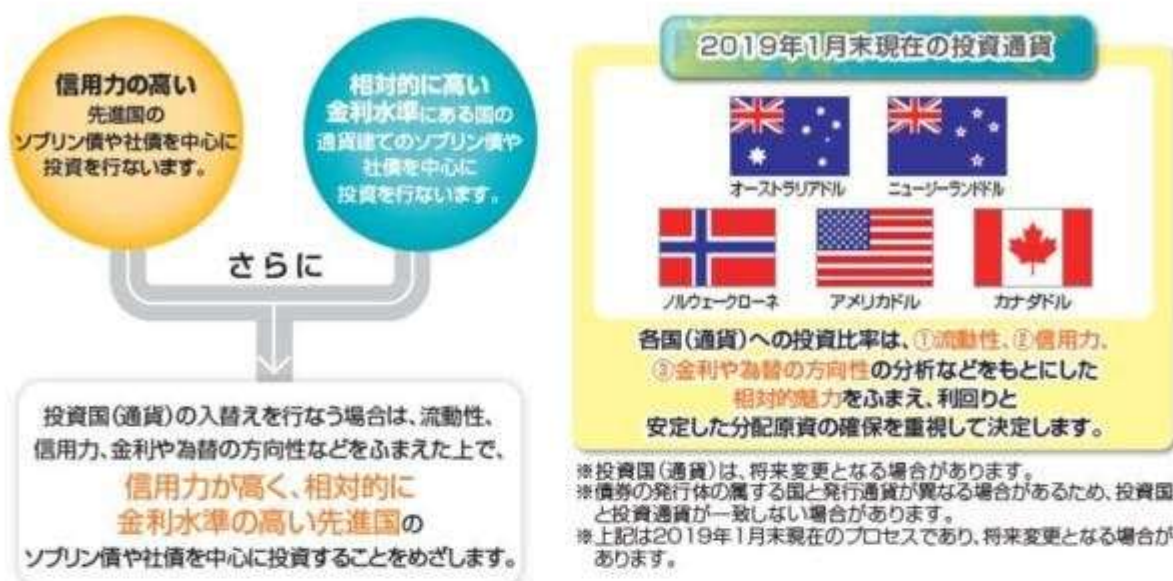 信用力の高い
先進国の
ソブリン債や社債を中心に
投資を行ないます。
相対的に高い
金利水準にある国の
通貨建てのソブリン債や
社債を中心に
投資を行ないます。
さらに
投資国(通貨)の入替えを行なう場合は、流動性、
信用力、金利や為替の方向性などをふまえた上で、
信用力が高く、相対的に
金利水準の高い先進国の
ソブリン債や社債を中心に投資することをめざします。
2019年1月末現在の投資通貨
オーストラリアドル
ニュージーランドドル
ノルウェークローネ
アメリカドル
カナダドル
各国(通貨)への投資比率は、①流動性、②信用力、
③金利や為替の方向性の分析などをもとにした
相対的魅力をふまえ、利回りと
安定した分配原資の確保を重視して決定します。
※投資国(通貨)は、将来変更となる場合があります。
※債券の発行体の属する国と発行通貨が異なる場合があるため、投資国
と投資通貨が一致しない場合があります。
※上記は2019年1月末現在のプロセスであり、将来変更となる場合が
あります。